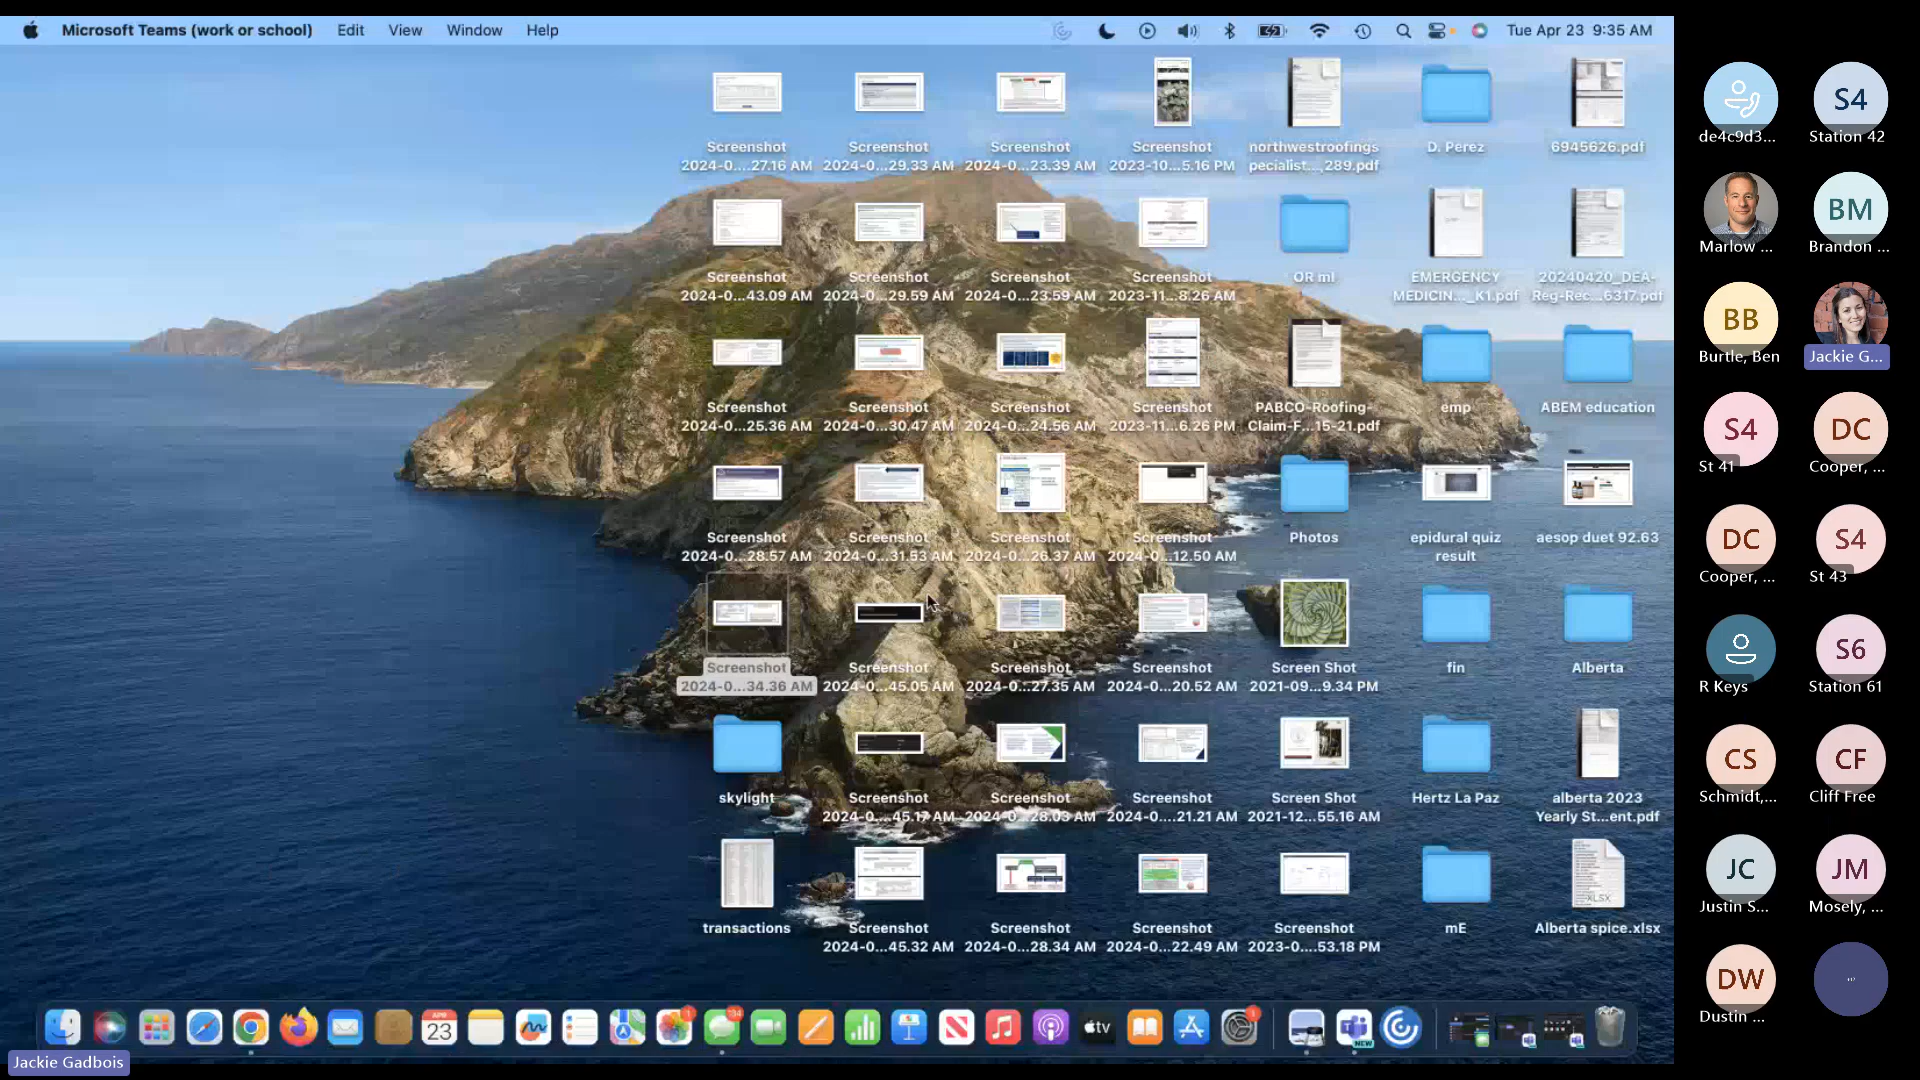 Microsoft Teams (work or school) Edit View Window Help Tue Apr 23 9:35 AM
Screenshot
2024-0....27.16 AM
Screenshot
2024-0...29.33 AM
Screenshot
2024-0...23.39 AM
Screenshot
2023-10...5.16 PM
northwestroofings
pecialist...,289.pdf
D. Perez
6945626.pdf
Screenshot
2024-0...43.09 AM
Screenshot
2024-0...29.59 AM
Screenshot
2024-0...23.59 AM
Screenshot
2023-11...8.26 AM
OR ml
EMERGENCY
MEDICIN..._K1.pdf
20240420_DEA-
Reg-Rec...6317.pdf
Screenshot
2024-0...25.36 AM
Screenshot
2024-0...30.47 AM
Screenshot
2024-0...24.56 AM
Screenshot
2023-11...6.26 PM
PABCO-Roofing-
Claim-F...15-21.pdf
emp
ABEM education
Screenshot
2024-0...28.57 AM
Screenshot
2024-0...31.53 AM
Screenshot
2024-0...26.37 AM
Screenshot
2024-0...12.50 AM
Photos
epidural quiz
result
aesop duet 92.63
Screenshot
2024-0...34.36 AM
Screenshot
2024-0...45.05 AM
Screenshot
2024-0...27.35 AM
Screenshot
2024-0...20.52 AM
Screen Shot
2021-09...9.34 PM
fin
Alberta
skylight
Screenshot
2024-0....45.17 AM
Screenshot
2024-0...28.03 AM
Screenshot
2024-0....21.21 AM
Screen Shot
2021-12...55.16 AM
Hertz La Paz
alberta 2023
Yearly St...ent.pdf
transactions
Screenshot
2024-0...45.32 AM
Screenshot
2024-0...28.34 AM
Screenshot
2024-0...22.49 AM
Screenshot
2023-0....53.18 PM
mE
XLSX
Alberta spice.xlsx
APR
23
tv
NEW
Jackie Gadbois
de4c9d3...
S4
Station 42
Marlow ...
BM
Brandon ...
BB
Burtle, Ben
Jackie G...
S4
St 41
DC
Cooper, ...
DC
Cooper, ...
S4
St 43
R Keys
S6
Station 61
CS
Schmidt,...
CF
Cliff Free
JC
Justin S...
JM
Mosely, ...
DW
Dustin ...